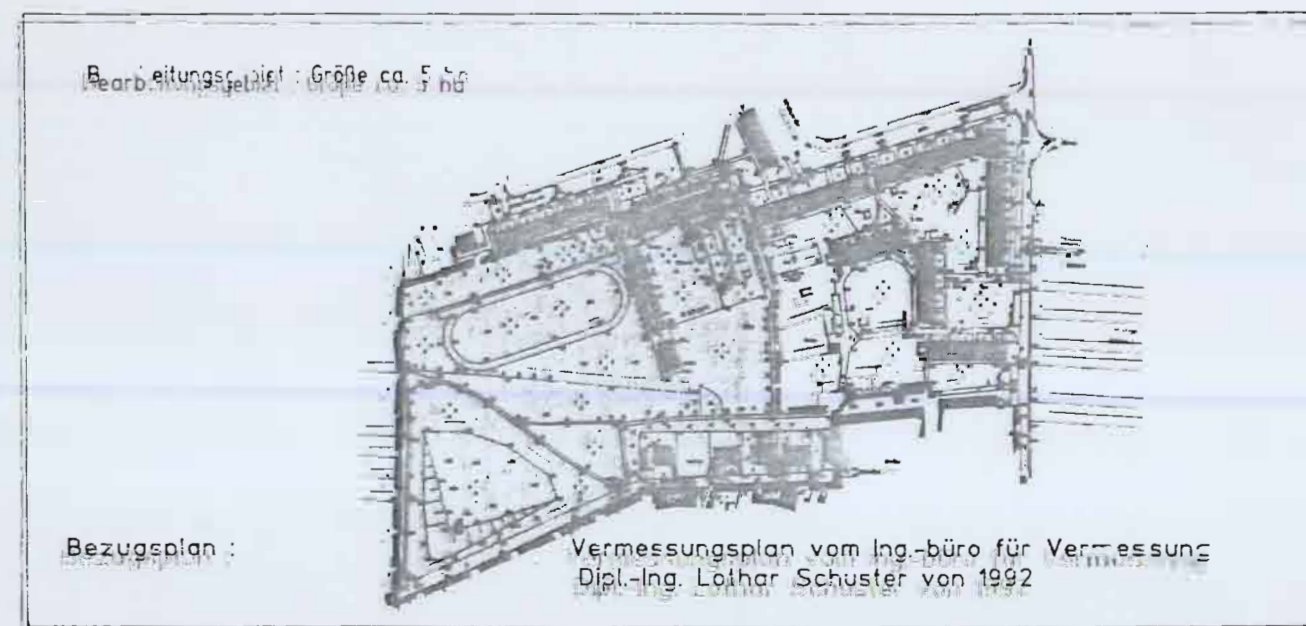 Bearbeitungsgebiet : Größe ca. 5 ha
Bezugsplan :
Vermessungsplan vom Ing.-büro für Vermessung
Dipl.-Ing. Lothar Schuster von 1992